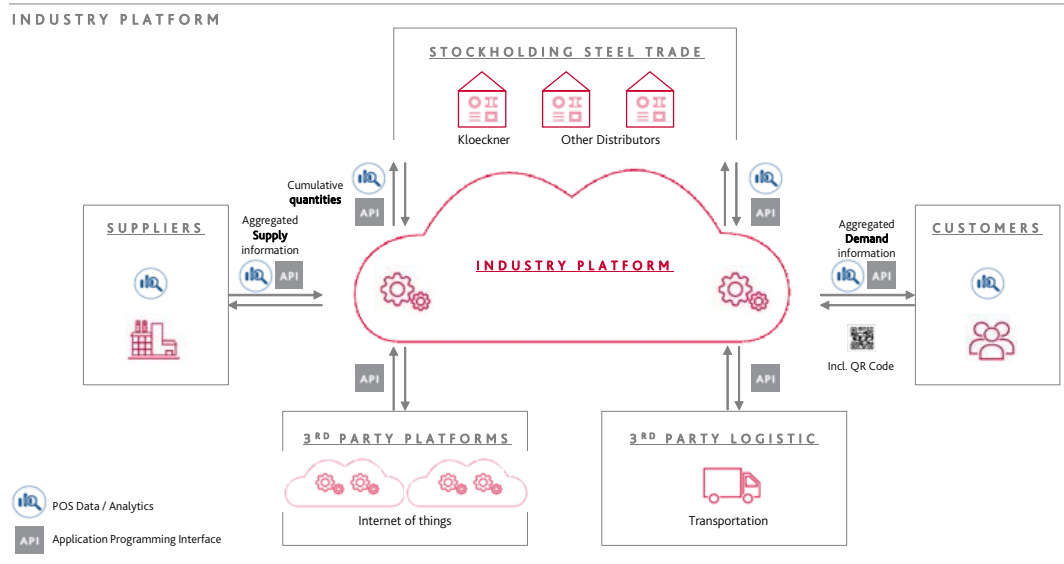 INDUSTRY PLATFORM
STOCKHOLDING STEEL TRADE
Kloeckner
Other Distributors
Cumulative
quantities
API
API
SUPPLIERS
Aggregated
Supply
information
API
INDUSTRY PLATFORM
Aggregated
Demand
information
API
CUSTOMERS
Incl. QR Code
API
API
3RD PARTY PLATFORMS
Internet of things
3RD PARTY LOGISTIC
Transportation
POS Data / Analytics
API
Application Programming Interface